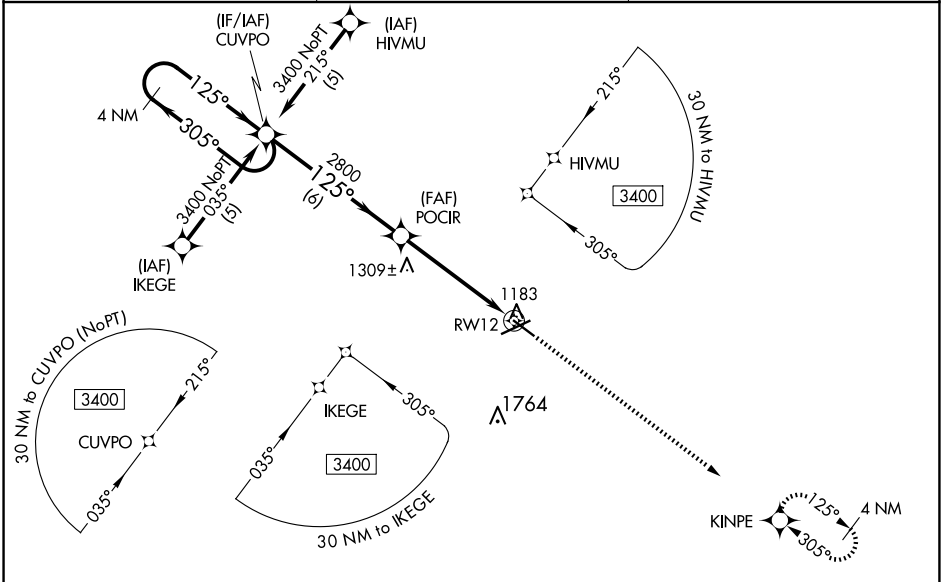 (IF/IAF)
CUVPO
(IAF)
HIVMU
3400 NoPT
215°
(5)
125°
4 NM
305°
3400 NoPT
035°
(5)
(IAF)
IKEGE
2800
125°
(6)
(FAF)
POCIR
1309±
1183
RW12
1764
215°
HIVMU
3400
305°
30 NM to HIVMU
30 NM to CUVPO (NoPT)
215°
3400
CUVPO
035°
IKEGE
305°
035°
3400
30 NM to IKEGE
KINPE
125°
4 NM
305°